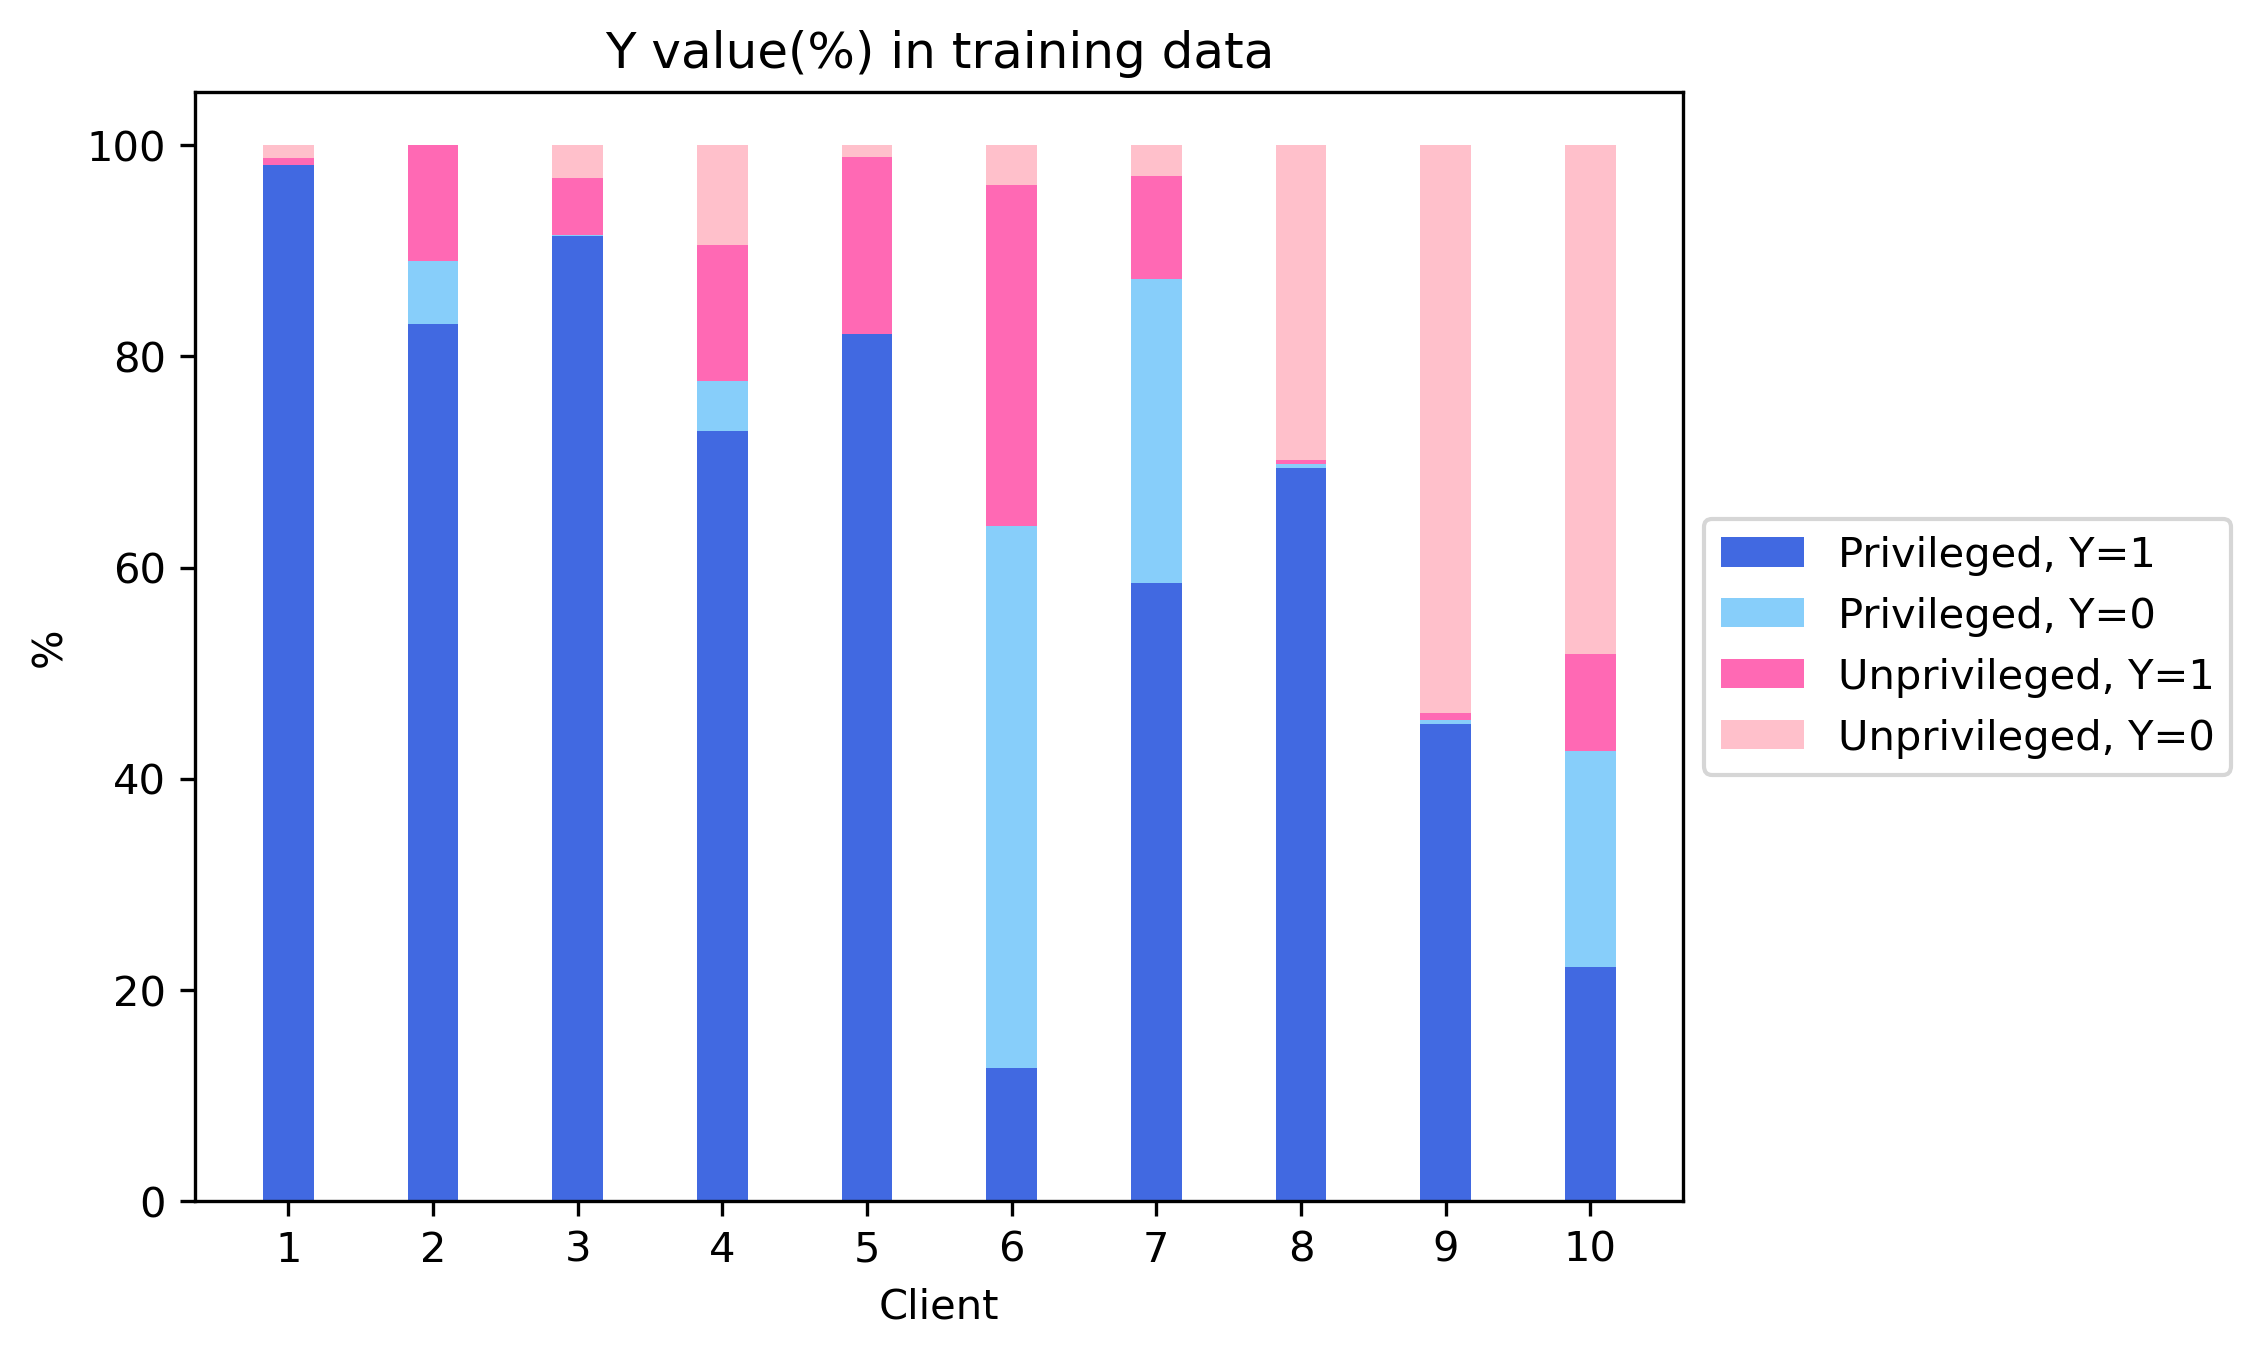 Y value(%) in training data
100
80
60
40
20
0
%
1 2 3 4 5 6 7 8 9 10
Client
Privileged, Y=1
Privileged, Y=0
Unprivileged, Y=1
Unprivileged, Y=0